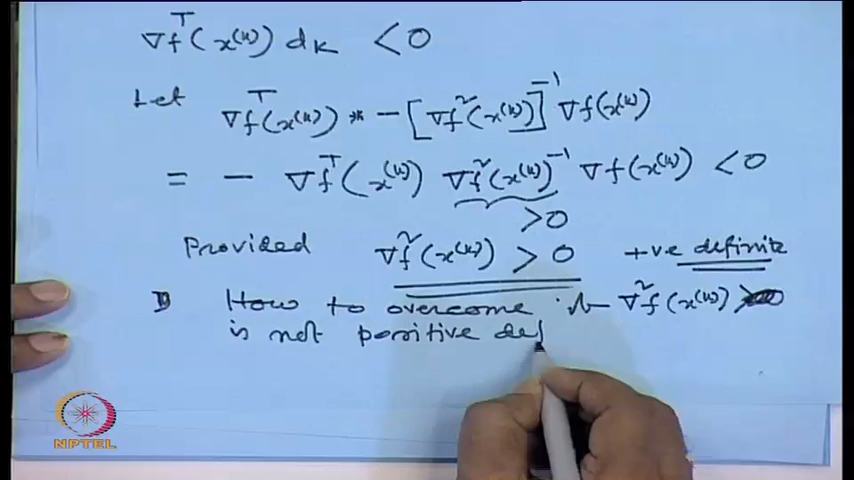 ∇f^T(x^(k)) d_k < 0
Let ∇f^T(x^(k)) * - [∇²f(x^(k))]^-1 ∇f(x^(k))
= - ∇f^T(x^(k)) ∇²f(x^(k))^-1 ∇f(x^(k)) < 0
> 0
Provided ∇²f(x^(k)) > 0 +ve definite
How to overcome if ∇²f(x^(k))
is not positive def
NPTEL